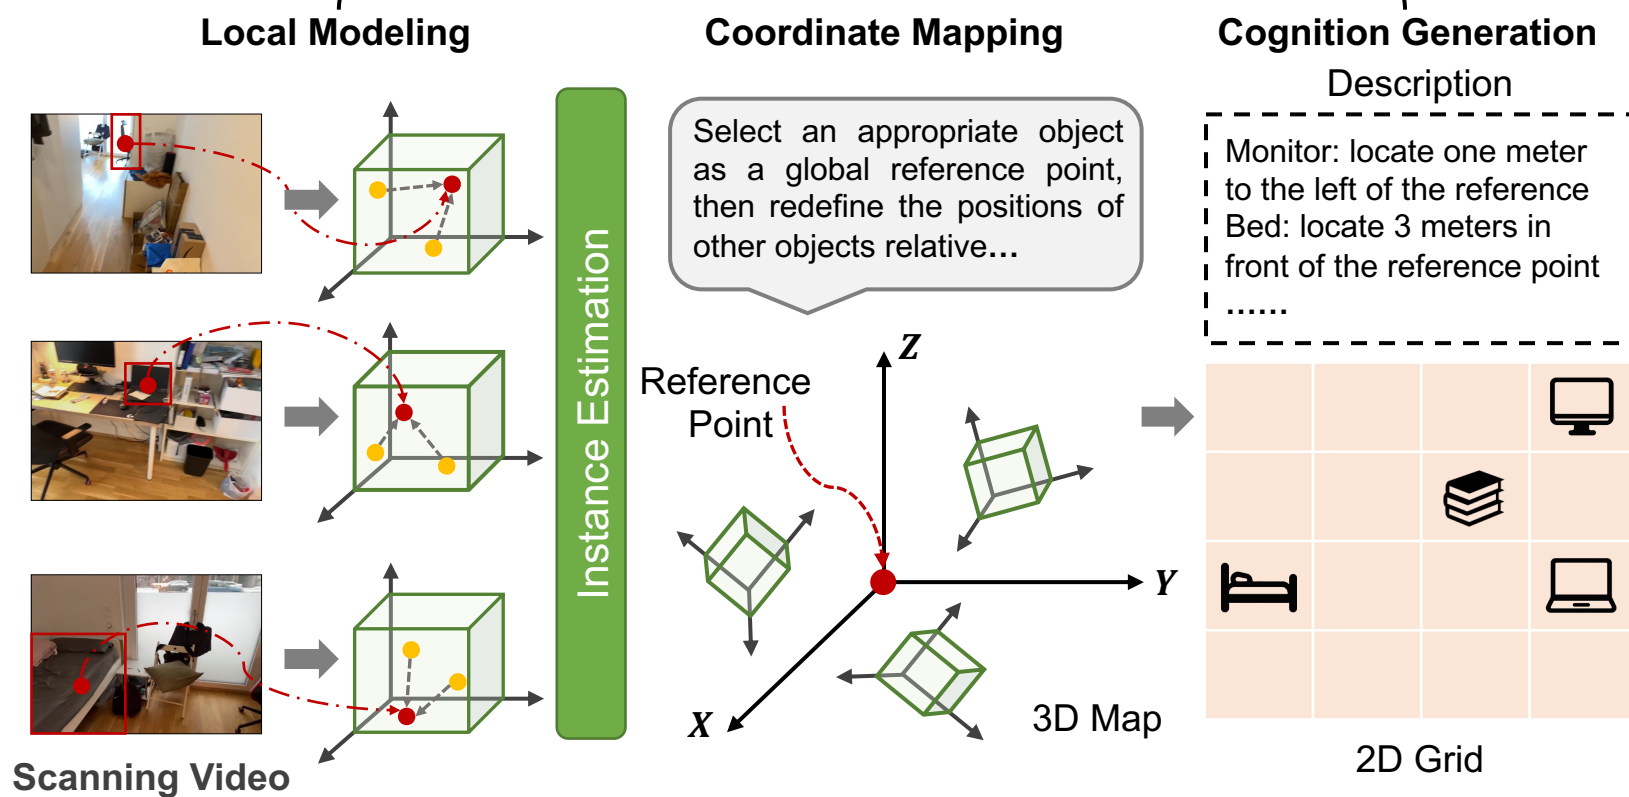 Local Modeling
Coordinate Mapping
Cognition Generation
Description
Select an appropriate object
as a global reference point,
then redefine the positions of
other objects relative...
Monitor: locate one meter
to the left of the reference
Bed: locate 3 meters in
front of the reference point
......
Instance Estimation
Reference
Point
Z
Y
X
3D Map
2D Grid
Scanning Video